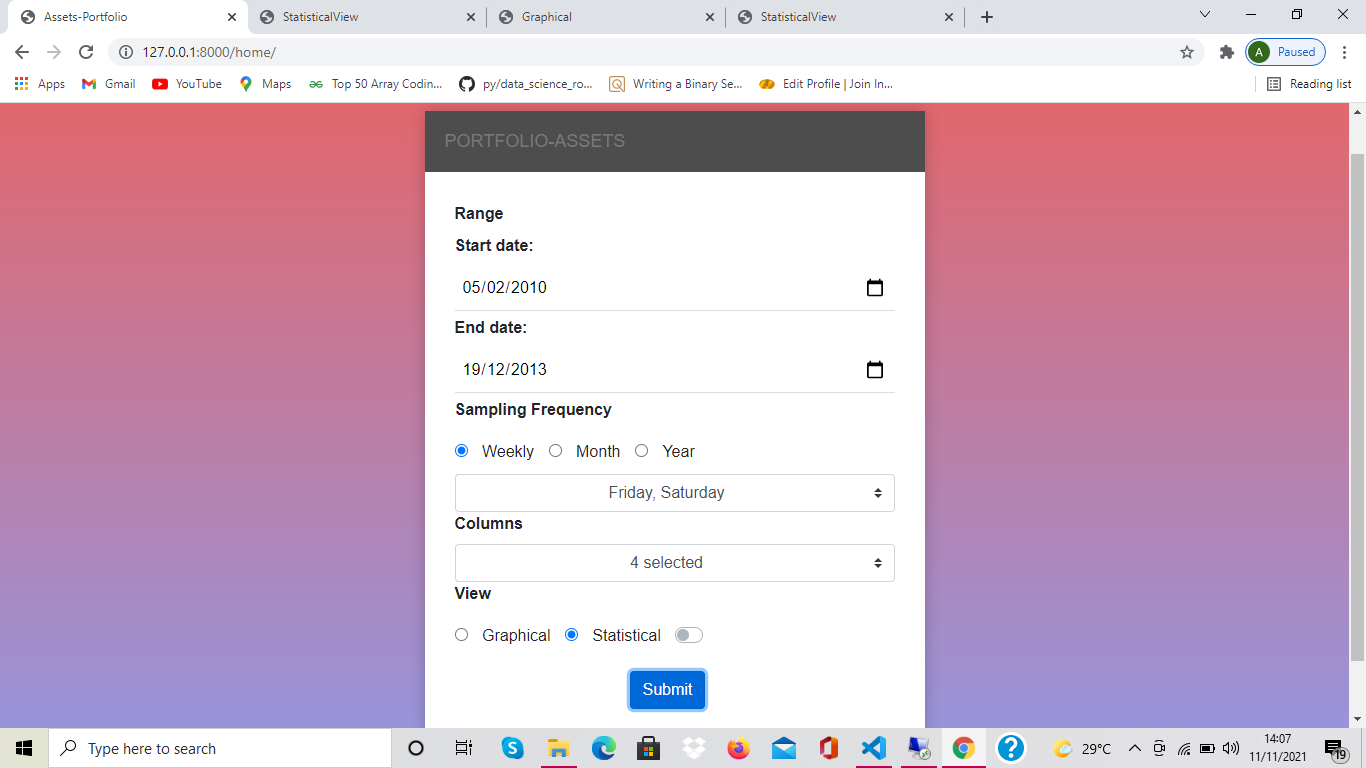 Assets-Portfolio
StatisticalView
Graphical
StatisticalView
127.0.0.1:8000/home/
A Paused
Apps Gmail YouTube Maps Top 50 Array Codin... py/data_science_ro... Writing a Binary Se... Edit Profile | Join In... Reading list
PORTFOLIO-ASSETS
Range
Start date:
05/02/2010
End date:
19/12/2013
Sampling Frequency
Weekly Month Year
Friday, Saturday
Columns
4 selected
View
Graphical Statistical
Submit
Type here to search
29°C
14:07
11/11/2021
19